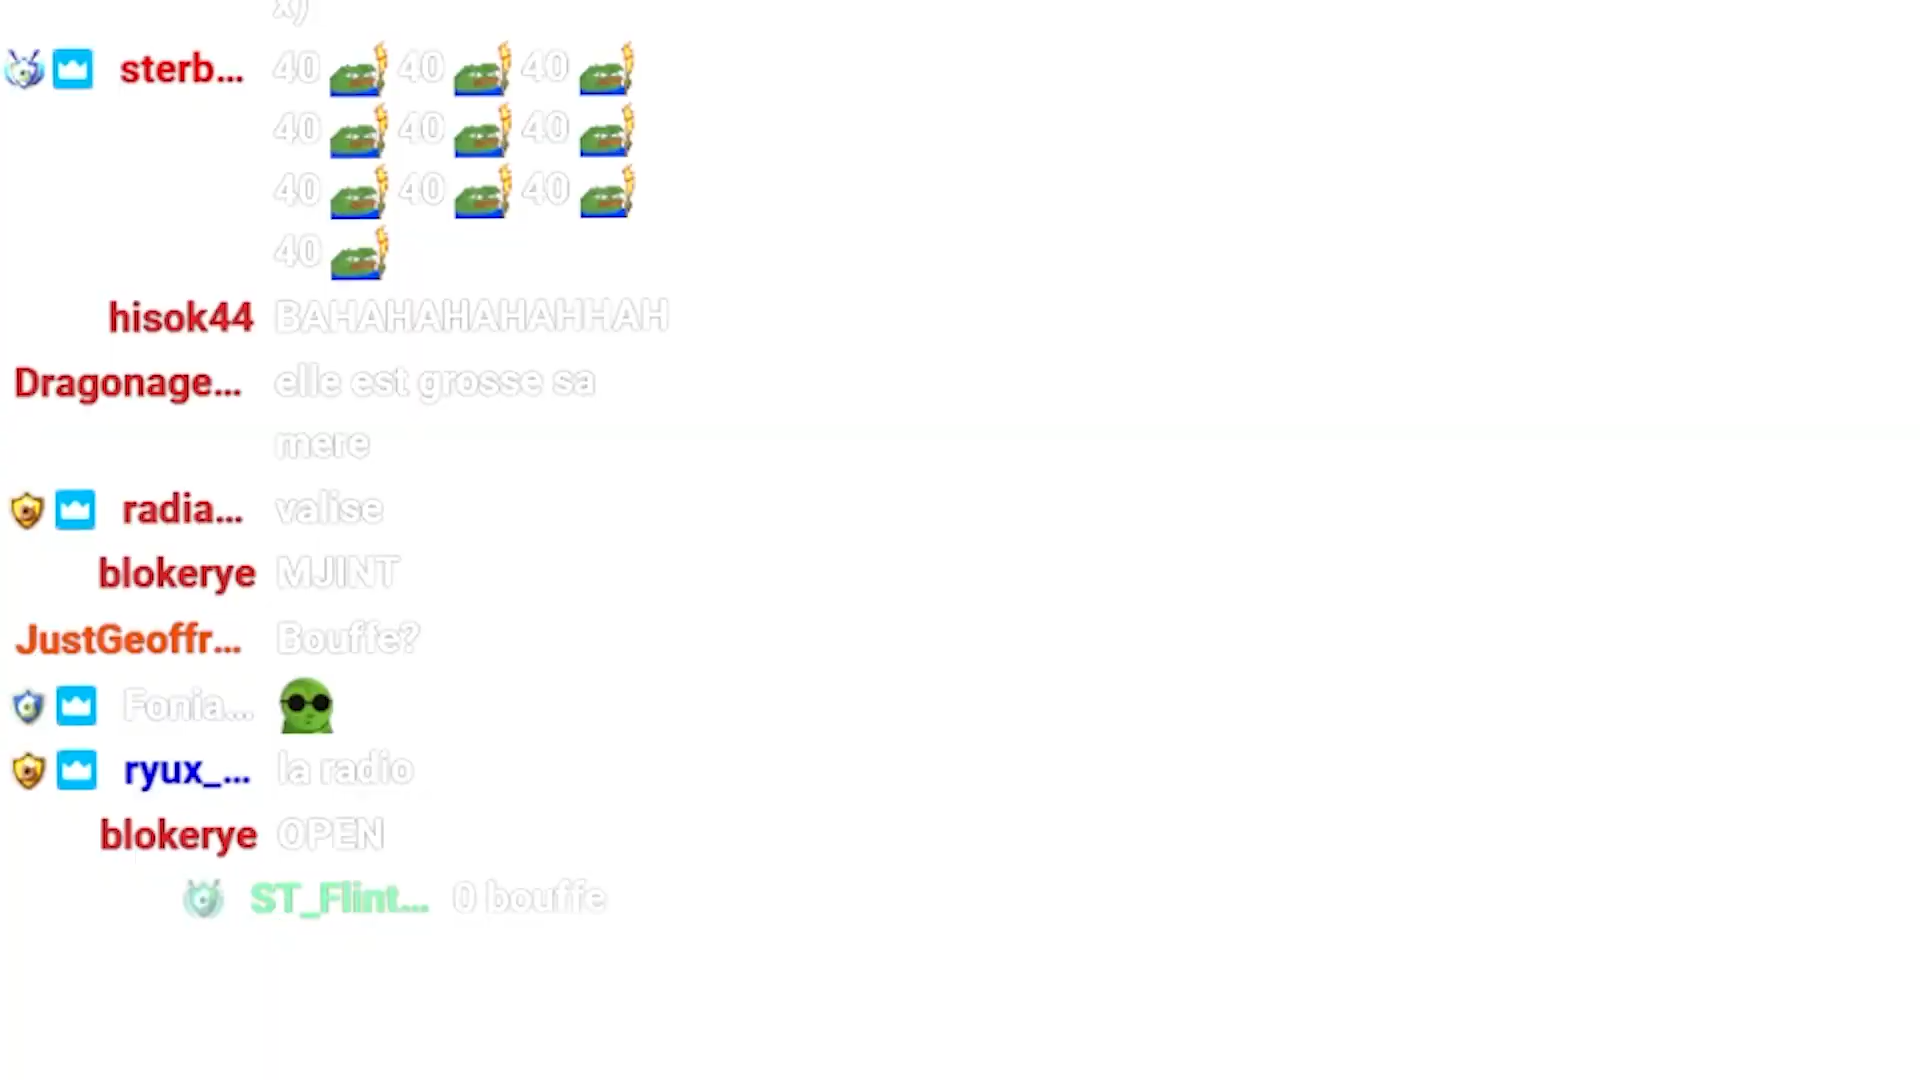 x)
sterb... 40 40 40
40 40 40
40 40 40
40
hisok44 BAHAHAHAHAHHAH
Dragonage... elle est grosse sa
mere
radia... valise
blokerye MJINT
JustGeoffr... Bouffe?
Fonia...
ryux_... la radio
blokerye OPEN
ST_Flint... 0 bouffe